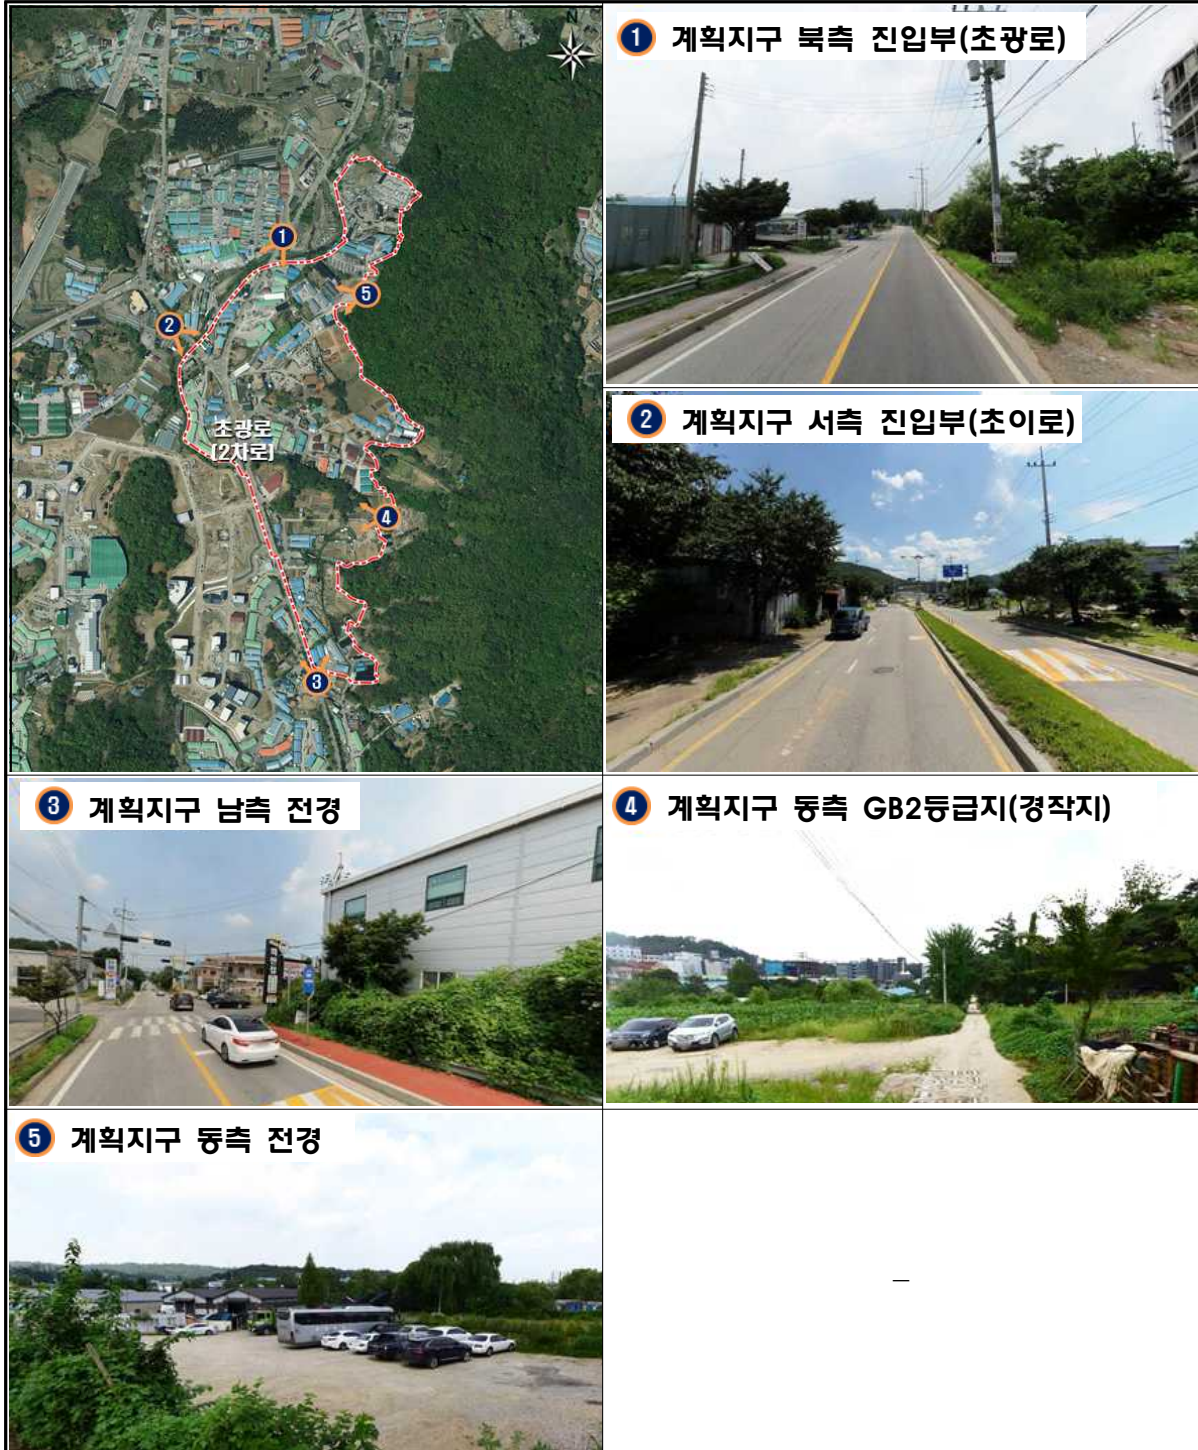 N
1
5
2
초광로
(2차로)
4
3
1 계획지구 북측 진입부(초광로)
2 계획지구 서측 진입부(초이로)
3 계획지구 남측 전경
4 계획지구 동측 GB2등급지(경작지)
5 계획지구 동측 전경
—